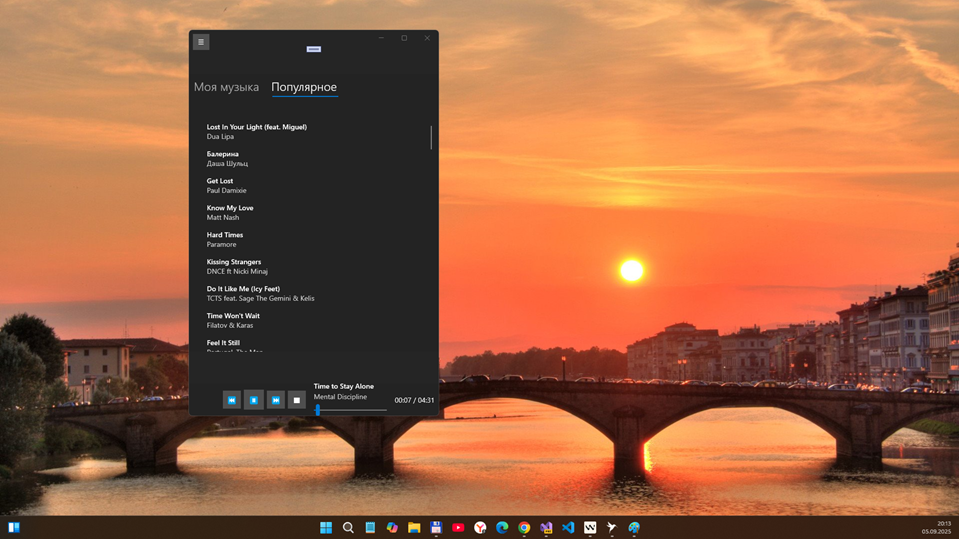 Моя музыка Популярное
Lost In Your Light (feat. Miguel)
Dua Lipa
Балерина
Даша Шульц
Get Lost
Paul Damixie
Know My Love
Matt Nash
Hard Times
Paramore
Kissing Strangers
DNCE ft Nicki Minaj
Do It Like Me (Icy Feet)
TCTS feat. Sage The Gemini & Kelis
Time Won't Wait
Filatov & Karas
Feel It Still
Portugal. The Man
Time to Stay Alone
Mental Discipline
00:07 / 04:31
20:13
05.09.2025